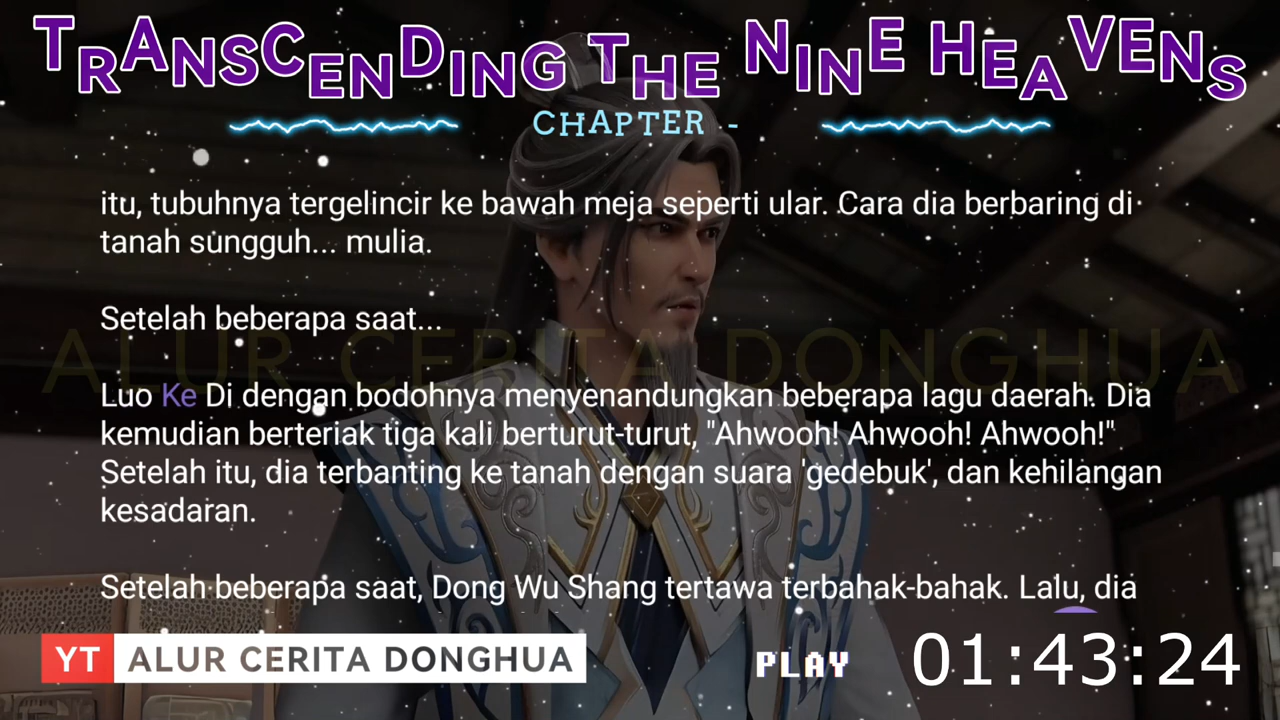 TRANSCENDING THE NINE HEAVENS
CHAPTER -
itu, tubuhnya tergelincir ke bawah meja seperti ular. Cara dia berbaring di
tanah sungguh... mulia.
Setelah beberapa saat...
ALUR CERITA DONGHUA
Luo Ke Di dengan bodohnya menyenandungkan beberapa lagu daerah. Dia
kemudian berteriak tiga kali berturut-turut, "Ahwooh! Ahwooh! Ahwooh!"
Setelah itu, dia terbanting ke tanah dengan suara 'gedebuk', dan kehilangan
kesadaran.
Setelah beberapa saat, Dong Wu Shang tertawa terbahak-bahak. Lalu, dia
YT ALUR CERITA DONGHUA
PLAY
01:43:24